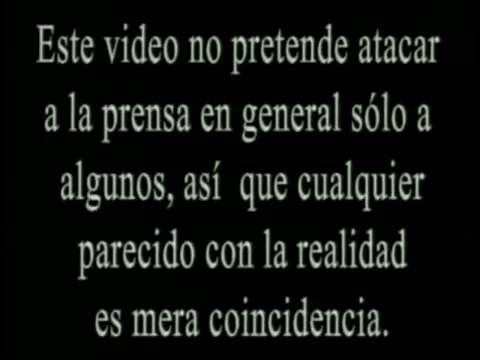 Este video no pretende atacar
a la prensa en general sólo a
algunos, así que cualquier
parecido con la realidad
es mera coincidencia.